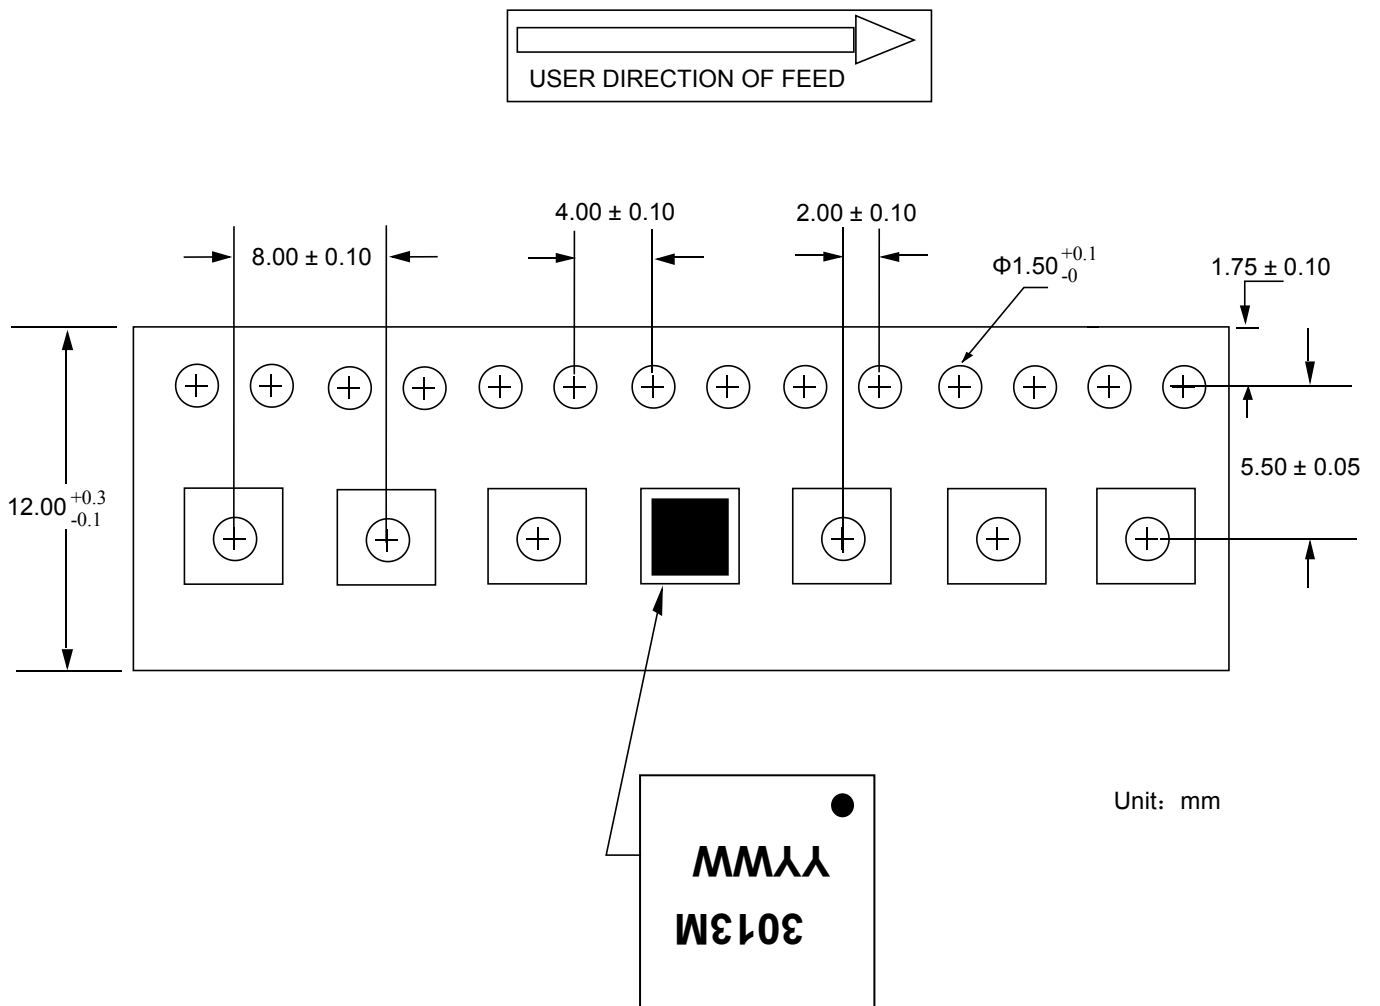 USER DIRECTION OF FEED
4.00 ± 0.10
2.00 ± 0.10
8.00 ± 0.10
Φ1.50 +0.1 -0
1.75 ± 0.10
5.50 ± 0.05
12.00 +0.3 -0.1
Unit：mm
3013M
YYWW